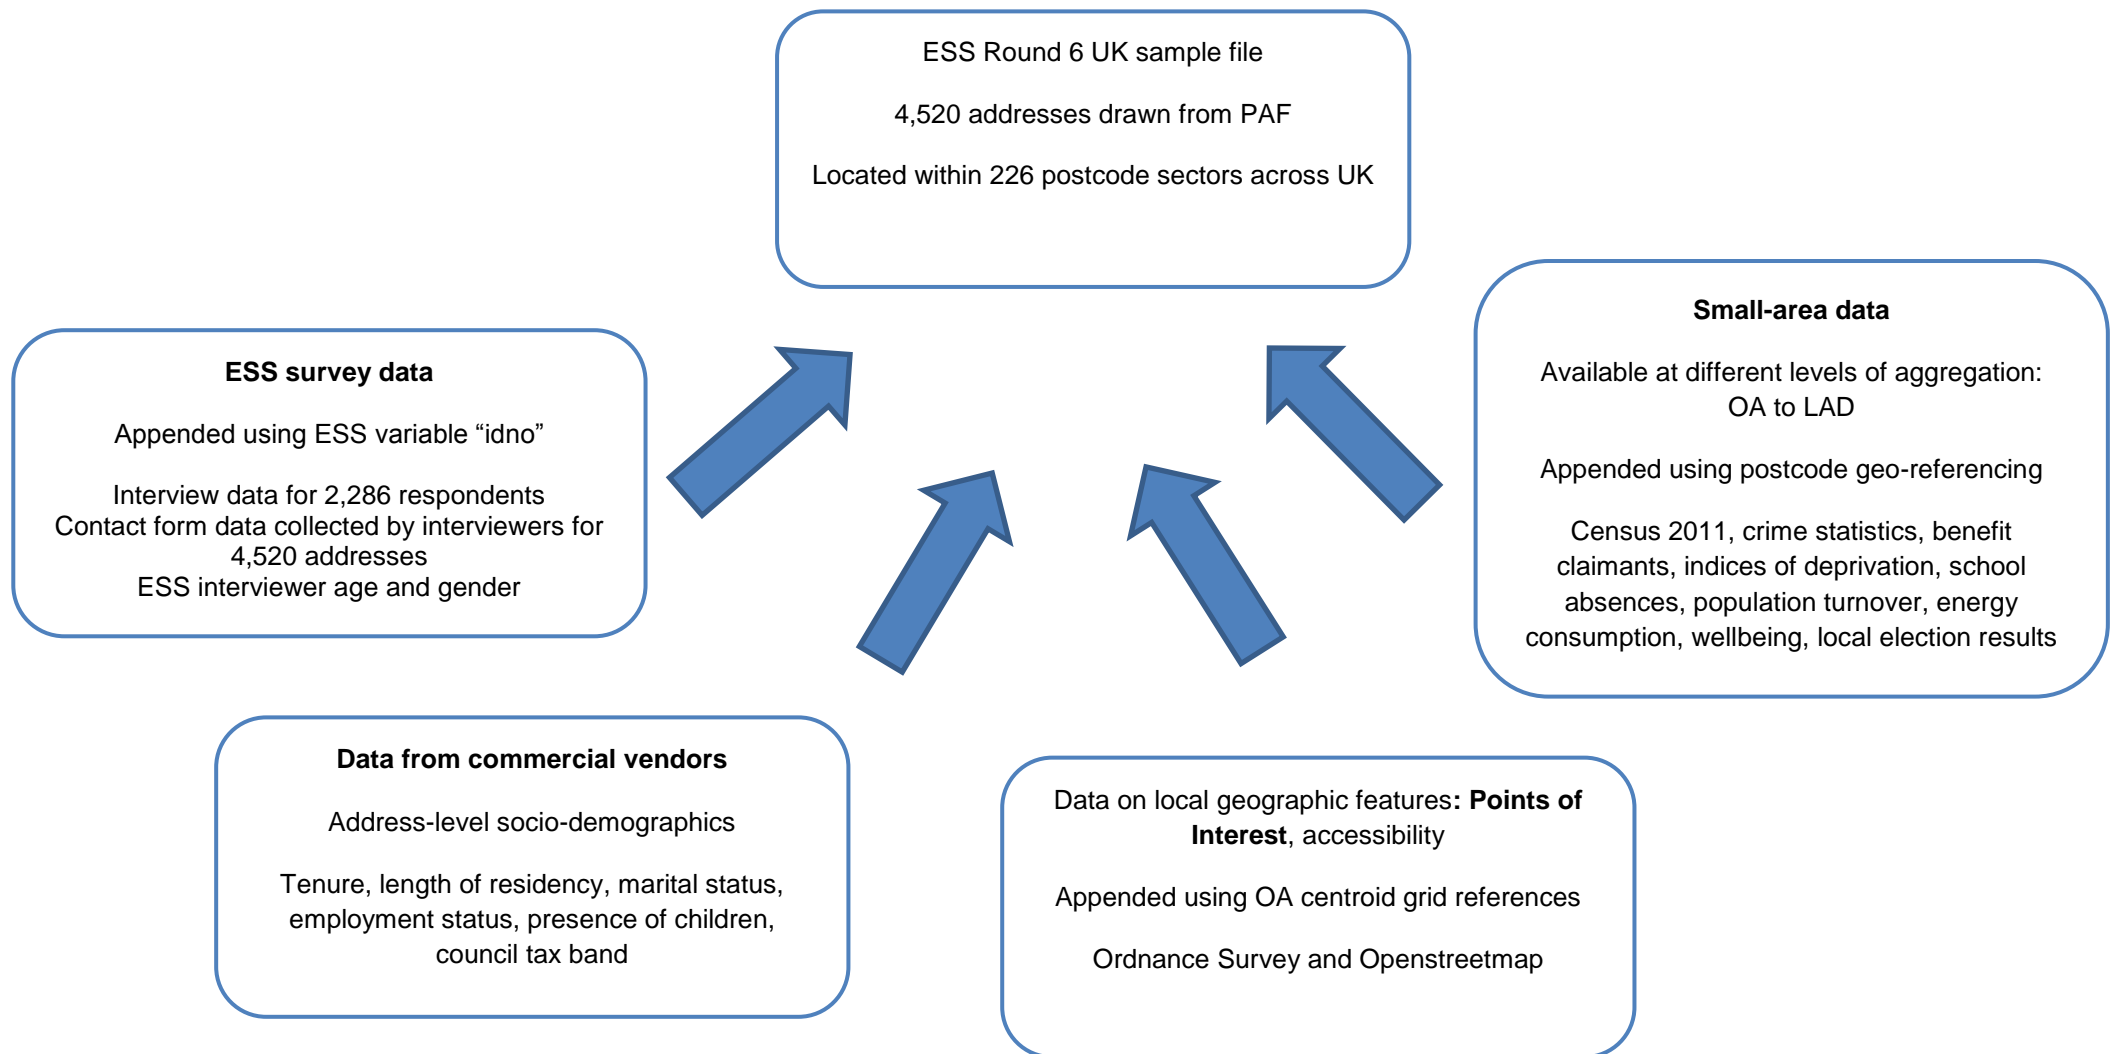 ESS Round 6 UK sample file
4,520 addresses drawn from PAF
Located within 226 postcode sectors across UK
ESS survey data
Appended using ESS variable “idno”
Interview data for 2,286 respondents
Contact form data collected by interviewers for
4,520 addresses
ESS interviewer age and gender
Small-area data
Available at different levels of aggregation:
OA to LAD
Appended using postcode geo-referencing
Census 2011, crime statistics, benefit
claimants, indices of deprivation, school
absences, population turnover, energy
consumption, wellbeing, local election results
Data from commercial vendors
Address-level socio-demographics
Tenure, length of residency, marital status,
employment status, presence of children,
council tax band
Data on local geographic features: Points of
Interest, accessibility
Appended using OA centroid grid references
Ordnance Survey and Openstreetmap